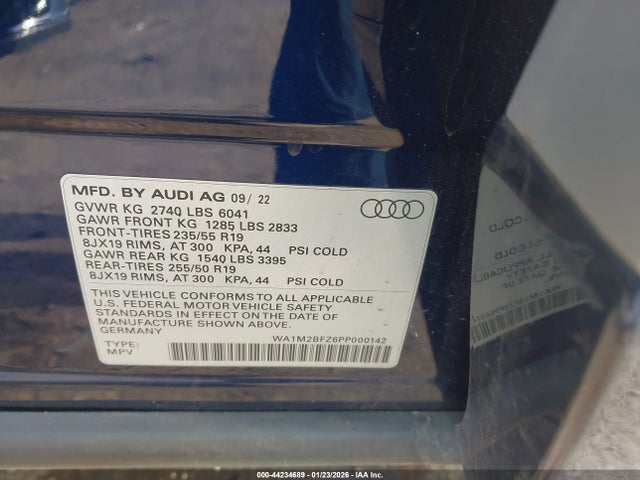 MFD. BY AUDI AG 09/ 22
GVWR KG 2740 LBS 6041
GAWR FRONT KG 1285 LBS 2833
FRONT-TIRES 235/55 R19
8JX19 RIMS, AT 300 KPA, 44 PSI COLD
GAWR REAR KG 1540 LBS 3395
REAR-TIRES 255/50 R19
8JX19 RIMS, AT 300 KPA, 44 PSI COLD
THIS VEHICLE CONFORMS TO ALL APPLICABLE
U.S. FEDERAL MOTOR VEHICLE SAFETY
STANDARDS IN EFFECT ON THE DATE OF
MANUFACTURE SHOWN ABOVE.
GERMANY
WA1M2BFZ6PP000142
TYPE:
MPV
000-44234689 - 01/23/2026 - IAA Inc.